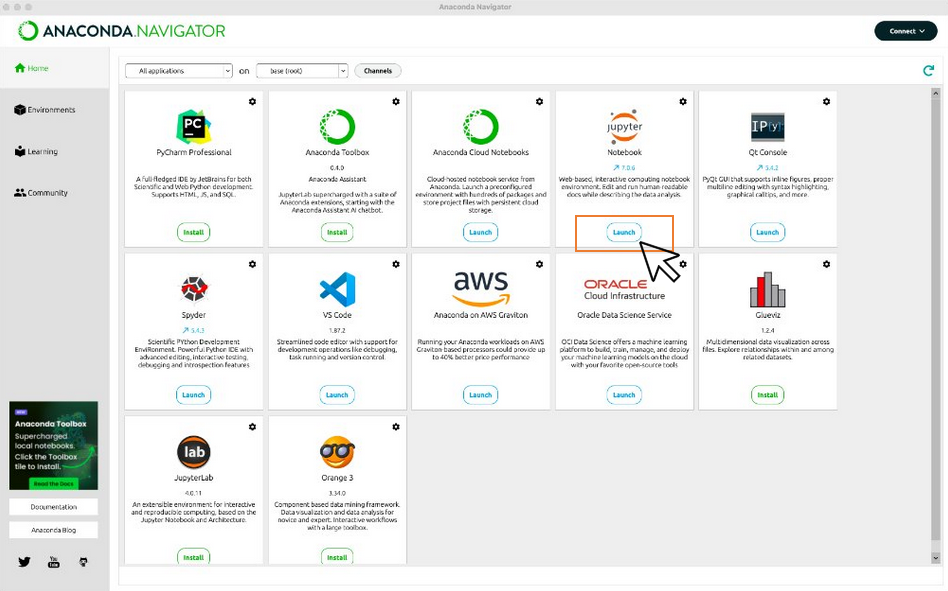 Anaconda Navigator
ANACONDA.NAVIGATOR
Connect
Home
Environments
Learning
Community
All applications
on
base (root)
Channels
PC
PyCharm Professional
A full-fledged IDE by JetBrains for both
Scientific and Web Python development.
Supports HTML, JS, and SQL.
Install
Anaconda Toolbox
0.4.0
Anaconda Assistant
JupyterLab supercharged with a suite of
Anaconda extensions, starting with the
Anaconda Assistant AI chatbot.
Install
Anaconda Cloud Notebooks
Cloud-hosted notebook service from
Anaconda. Launch a preconfigured
environment with hundreds of packages and
store project files with persistent cloud
storage.
Launch
jupyter
Notebook
7.0.6
Web-based, interactive computing notebook
environment. Edit and run human-readable
docs while describing the data analysis.
Launch
IP[y]:
Qt Console
5.4.2
PyQt GUI that supports inline figures, proper
multiline editing with syntax highlighting,
graphical calltips, and more.
Launch
Spyder
5.4.3
Scientific PYthon Development
EnviRonment. Powerful Python IDE with
advanced editing, interactive testing,
debugging and introspection features
Launch
VS Code
1.87.2
Streamlined code editor with support for
development operations like debugging,
task running and version control.
Launch
aws
Anaconda on AWS Graviton
Running your Anaconda workloads on AWS
Graviton-based processors could provide up
to 40% better price performance
Launch
ORACLE
Cloud Infrastructure
Oracle Data Science Service
OCI Data Science offers a machine learning
platform to build, train, manage, and deploy
your machine learning models on the cloud
with your favorite open-source tools
Launch
Glueviz
1.2.4
Multidimensional data visualization across
files. Explore relationships within and among
related datasets.
Install
lab
JupyterLab
4.0.11
An extensible environment for interactive
and reproducible computing, based on the
Jupyter Notebook and Architecture.
Install
Orange 3
3.34.0
Component based data mining framework.
Data visualization and data analysis for
novice and expert. Interactive workflows
with a large toolbox.
Install
NEW
Anaconda Toolbox
Supercharged
local notebooks.
Click the Toolbox
tile to install.
Read the Docs
Documentation
Anaconda Blog
You
Tube